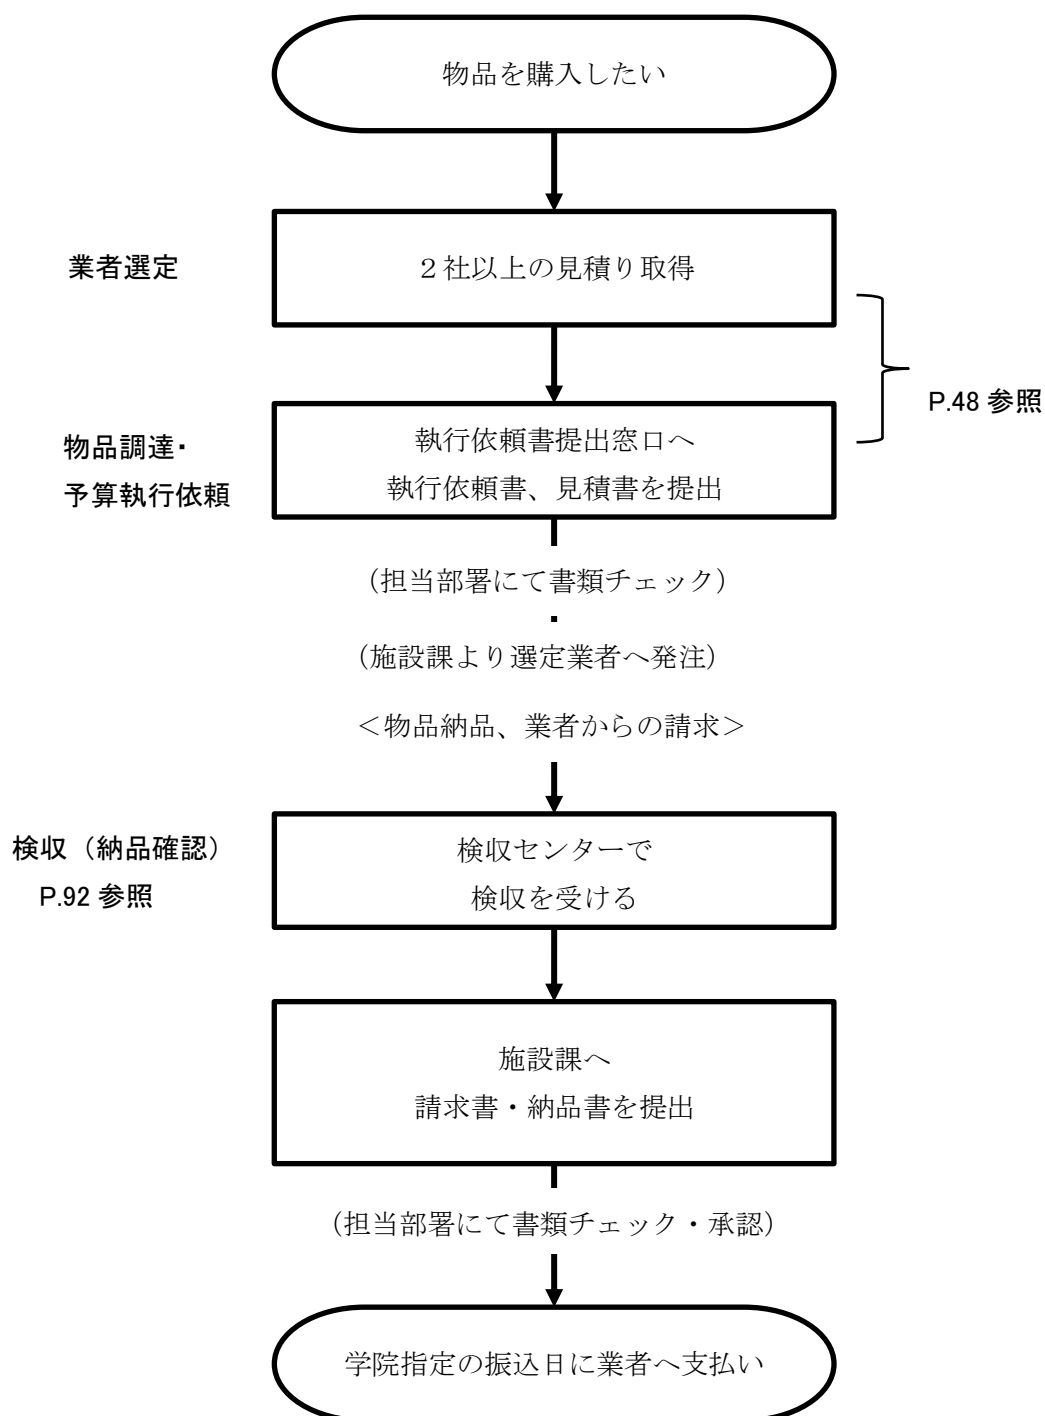 物品を購入したい
業者選定
２社以上の見積り取得
P.48 参照
物品調達・
予算執行依頼
執行依頼書提出窓口へ
執行依頼書、見積書を提出
（担当部署にて書類チェック）
（施設課より選定業者へ発注）
＜物品納品、業者からの請求＞
検収（納品確認）
P.92 参照
検収センターで
検収を受ける
施設課へ
請求書・納品書を提出
（担当部署にて書類チェック・承認）
学院指定の振込日に業者へ支払い